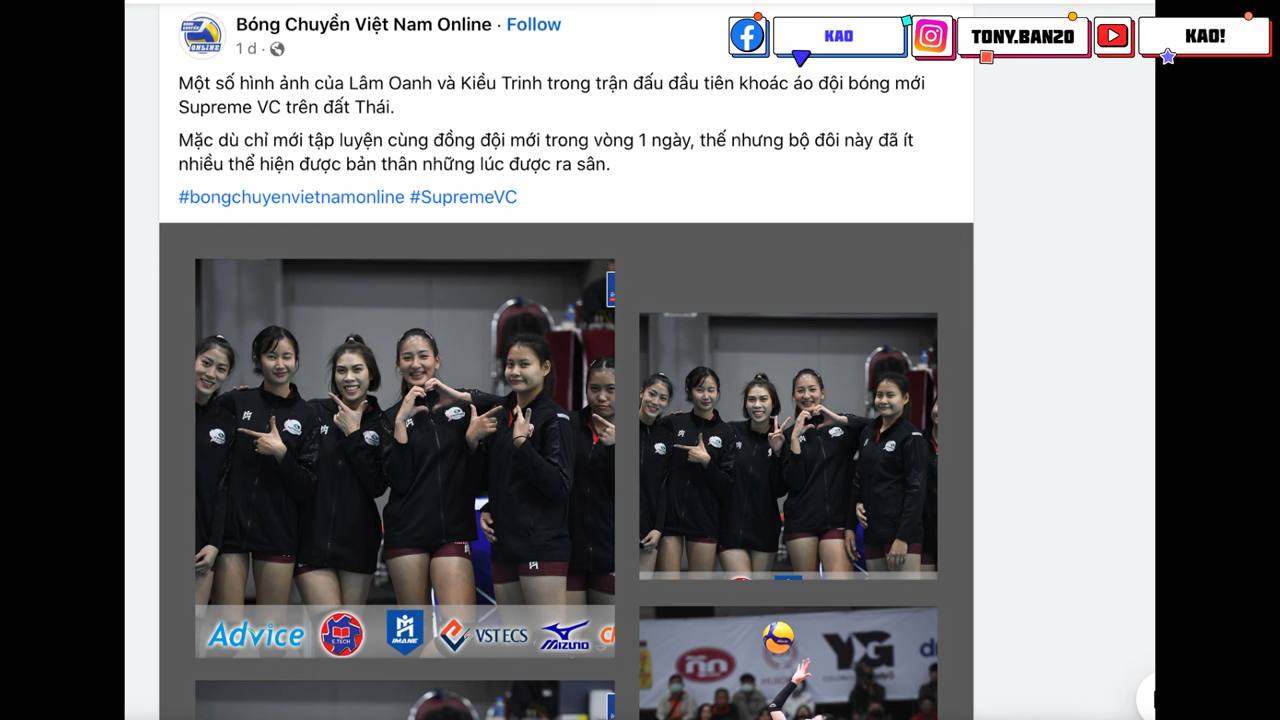 Bóng Chuyền Việt Nam Online · Follow
1 d ·
KAO
TONY.BAN20
KAO!
Một số hình ảnh của Lâm Oanh và Kiều Trinh trong trận đấu đầu tiên khoác áo đội bóng mới
Supreme VC trên đất Thái.
Mặc dù chỉ mới tập luyện cùng đồng đội mới trong vòng 1 ngày, thế nhưng bộ đôi này đã ít
nhiều thể hiện được bản thân những lúc được ra sân.
#bongchuyenvietnamonline #SupremeVC
Advice
E.TECH
IMANE
VSTECS
MIZUNO
YG